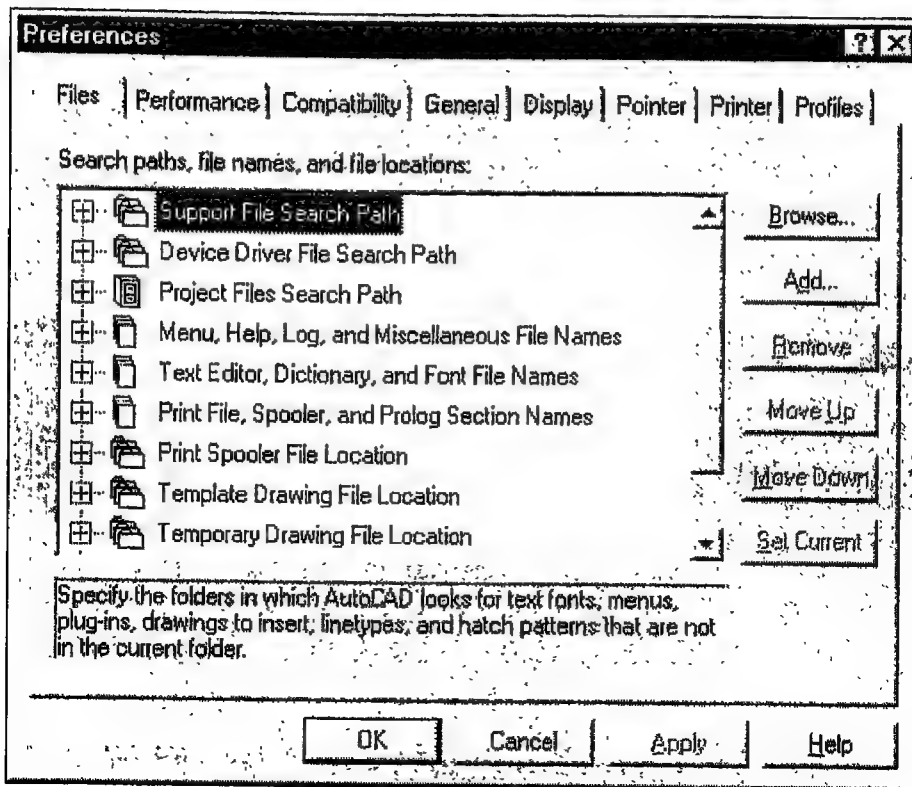 Preferences
Files Performance Compatibility General Display Pointer Printer Profiles
Search paths, file names, and file locations:
Support File Search Path
Device Driver File Search Path
Project Files Search Path
Menu, Help, Log, and Miscellaneous File Names
Text Editor, Dictionary, and Font File Names
Print File, Spooler, and Prolog Section Names
Print Spooler File Location
Template Drawing File Location
Temporary Drawing File Location
Browse...
Add...
Remove
Move Up
Move Down
Set Current
Specify the folders in which AutoCAD looks for text fonts, menus,
plug-ins, drawings to insert, linetypes, and hatch patterns that are not
in the current folder.
OK Cancel Apply Help